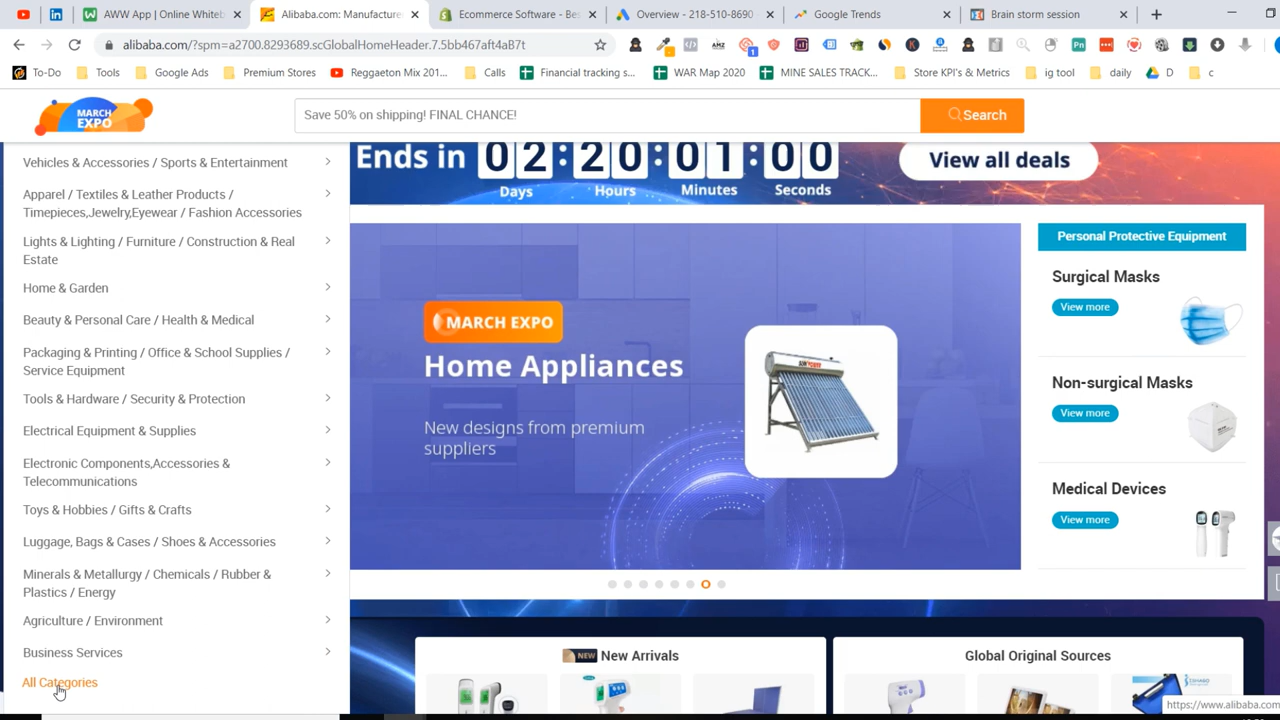 AWW App | Online Whiteb
Alibaba.com: Manufacture
Ecommerce Software - Bes
Overview - 218-510-8690
Google Trends
Brain storm session
alibaba.com/?spm=a2700.8293689.scGlobalHomeHeader.7.5bb467aft4aB7t
To-Do
Tools
Google Ads
Premium Stores
Reggaeton Mix 201...
Calls
Financial tracking s...
WAR Map 2020
MINE SALES TRACK...
Store KPI's & Metrics
ig tool
daily
D
c
MARCH
EXPO
Save 50% on shipping! FINAL CHANCE!
Search
Vehicles & Accessories / Sports & Entertainment
Apparel / Textiles & Leather Products /
Timepieces,Jewelry,Eyewear / Fashion Accessories
Lights & Lighting / Furniture / Construction & Real
Estate
Home & Garden
Beauty & Personal Care / Health & Medical
Packaging & Printing / Office & School Supplies /
Service Equipment
Tools & Hardware / Security & Protection
Electrical Equipment & Supplies
Electronic Components,Accessories &
Telecommunications
Toys & Hobbies / Gifts & Crafts
Luggage, Bags & Cases / Shoes & Accessories
Minerals & Metallurgy / Chemicals / Rubber &
Plastics / Energy
Agriculture / Environment
Business Services
All Categories
Ends in 02:20:01:00
Days Hours Minutes Seconds
View all deals
MARCH EXPO
Home Appliances
New designs from premium
suppliers
Personal Protective Equipment
Surgical Masks
View more
Non-surgical Masks
View more
Medical Devices
View more
NEW New Arrivals
Global Original Sources
https://www.alibaba.com